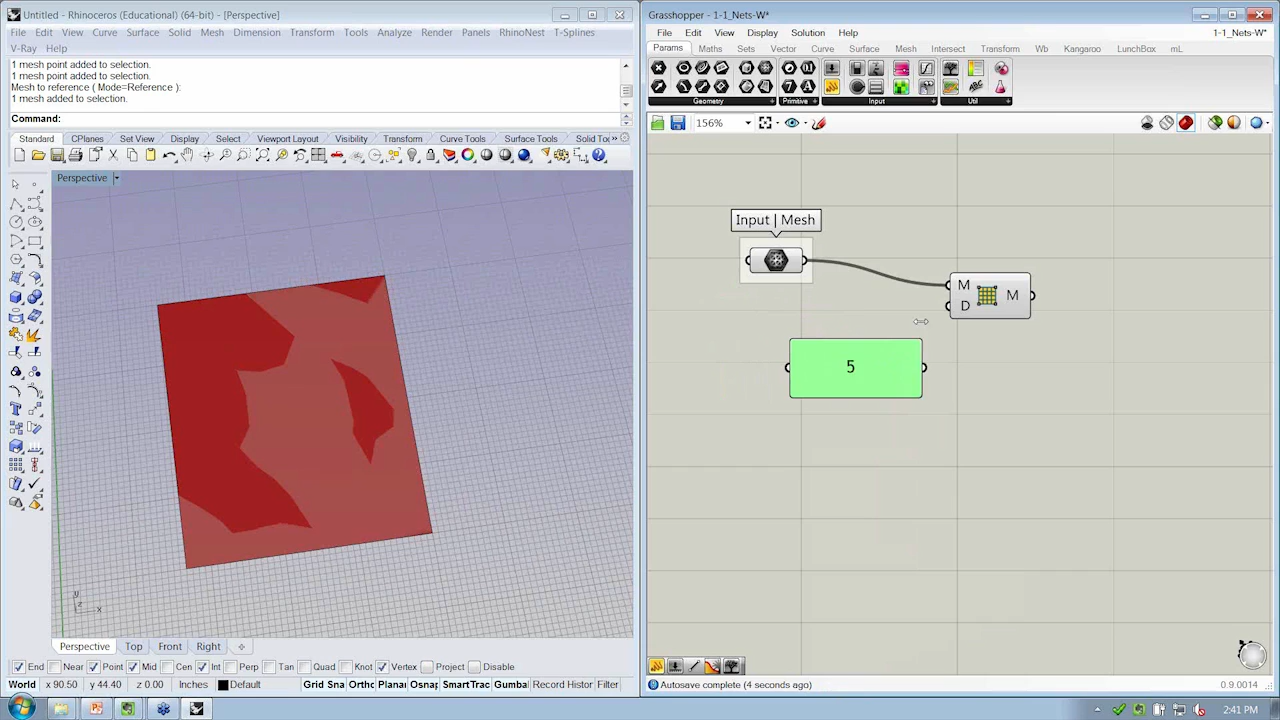 Untitled - Rhinoceros (Educational) (64-bit) - [Perspective]
File Edit View Curve Surface Solid Mesh Dimension Transform Tools Analyze Render Panels RhinoNest T-Splines
V-Ray Help
1 mesh point added to selection.
1 mesh point added to selection.
Mesh to reference ( Mode=Reference ):
1 mesh added to selection.
Command:
Standard CPlanes Set View Display Select Viewport Layout Visibility Transform Curve Tools Surface Tools Solid To
Perspective
y
z
x
Perspective Top Front Right
End Near Point Mid Cen Int Perp Tan Quad Knot Vertex Project Disable
World x 90.50 y 44.40 z 0.00 Inches Default Grid Sna Ortho Planar Osnap SmartTrac Gumbal Record Histor Filter
Grasshopper - 1-1_Nets-W*
File Edit View Display Solution Help 1-1_Nets-W*
Params Maths Sets Vector Curve Surface Mesh Intersect Transform Wb Kangaroo LunchBox mL
Geometry Primitive Input Util
156%
Input | Mesh
M M
D
5
Autosave complete (4 seconds ago) 0.9.0014
2:41 PM